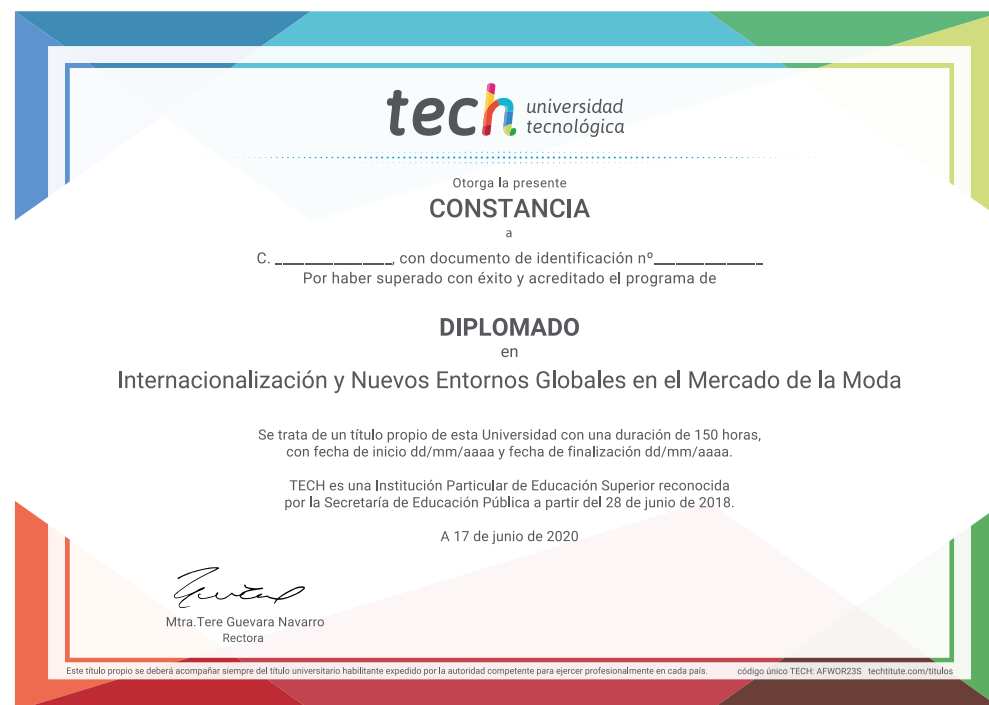 tech universidad
tecnológica
Otorga la presente
CONSTANCIA
a
C. ______________, con documento de identificación nº_____________
Por haber superado con éxito y acreditado el programa de
DIPLOMADO
en
Internacionalización y Nuevos Entornos Globales en el Mercado de la Moda
Se trata de un título propio de esta Universidad con una duración de 150 horas,
con fecha de inicio dd/mm/aaaa y fecha de finalización dd/mm/aaaa.
TECH es una Institución Particular de Educación Superior reconocida
por la Secretaría de Educación Pública a partir del 28 de junio de 2018.
A 17 de junio de 2020
Mtra.Tere Guevara Navarro
Rectora
Este título propio se deberá acompañar siempre del título universitario habilitante expedido por la autoridad competente para ejercer profesionalmente en cada país. código único TECH: AFWOR23S techtitute.com/titulos